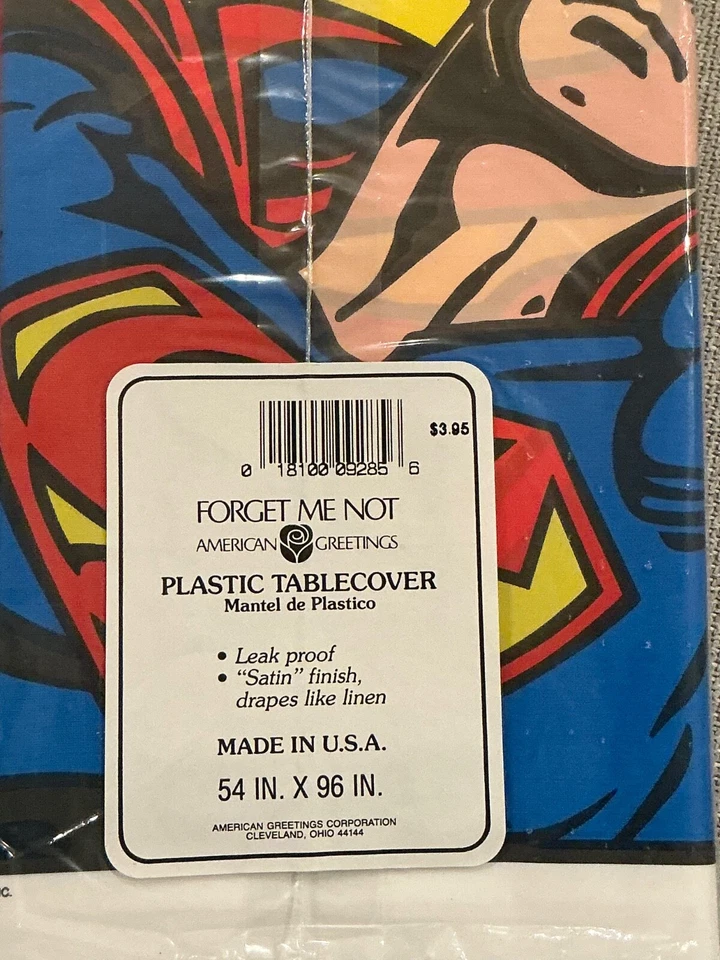 $3.95
0 18100 09285 6
FORGET ME NOT
AMERICAN GREETINGS
PLASTIC TABLECOVER
Mantel de Plastico
• Leak proof
• “Satin” finish,
drapes like linen
MADE IN U.S.A.
54 IN. X 96 IN.
AMERICAN GREETINGS CORPORATION
CLEVELAND, OHIO 44144